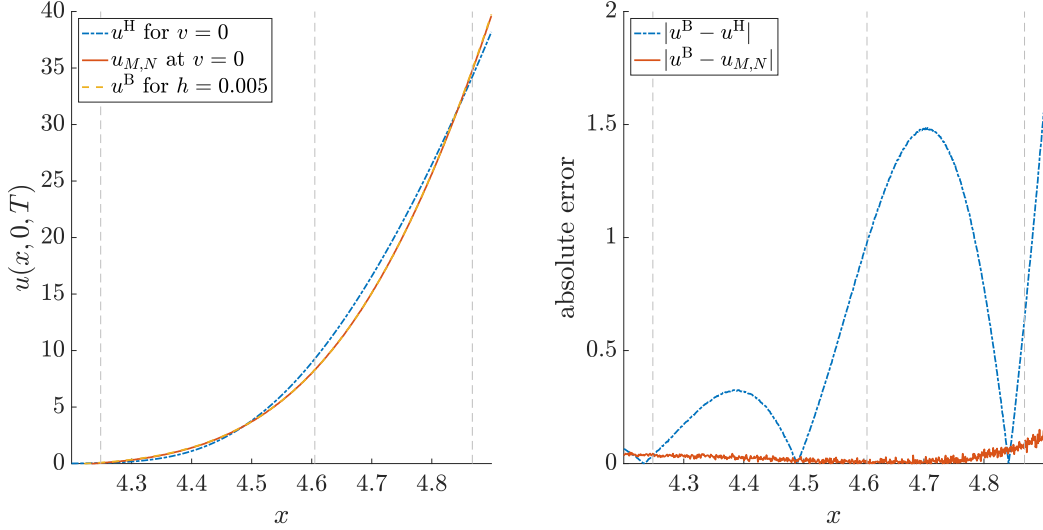 u^H for v = 0
u_{M,N} at v = 0
u^B for h = 0.005
40
35
30
25
20
15
10
5
0
u(x, 0, T)
4.3 4.4 4.5 4.6 4.7 4.8
x
|u^B − u^H|
|u^B − u_{M,N}|
2
1.5
1
0.5
0
absolute error
4.3 4.4 4.5 4.6 4.7 4.8
x